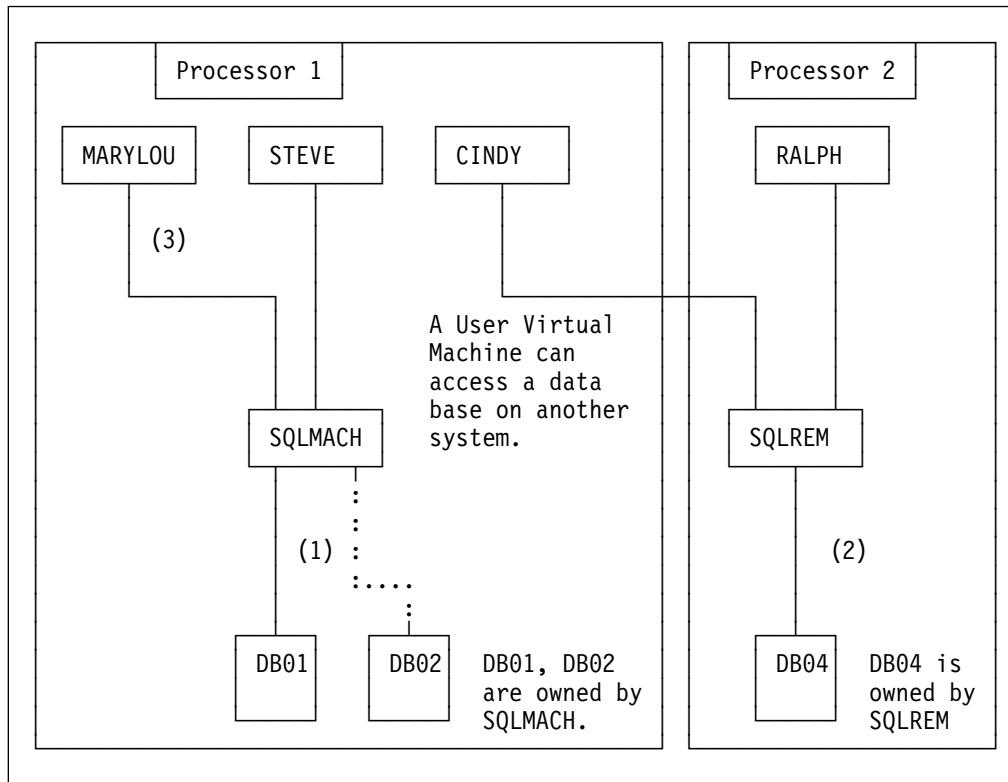 Processor 1
Processor 2
MARYLOU
STEVE
CINDY
RALPH
(3)
A User Virtual
Machine can
access a data
base on another
system.
SQLMACH
SQLREM
(1)
(2)
DB01
DB02
DB01, DB02
are owned by
SQLMACH.
DB04
DB04 is
owned by
SQLREM